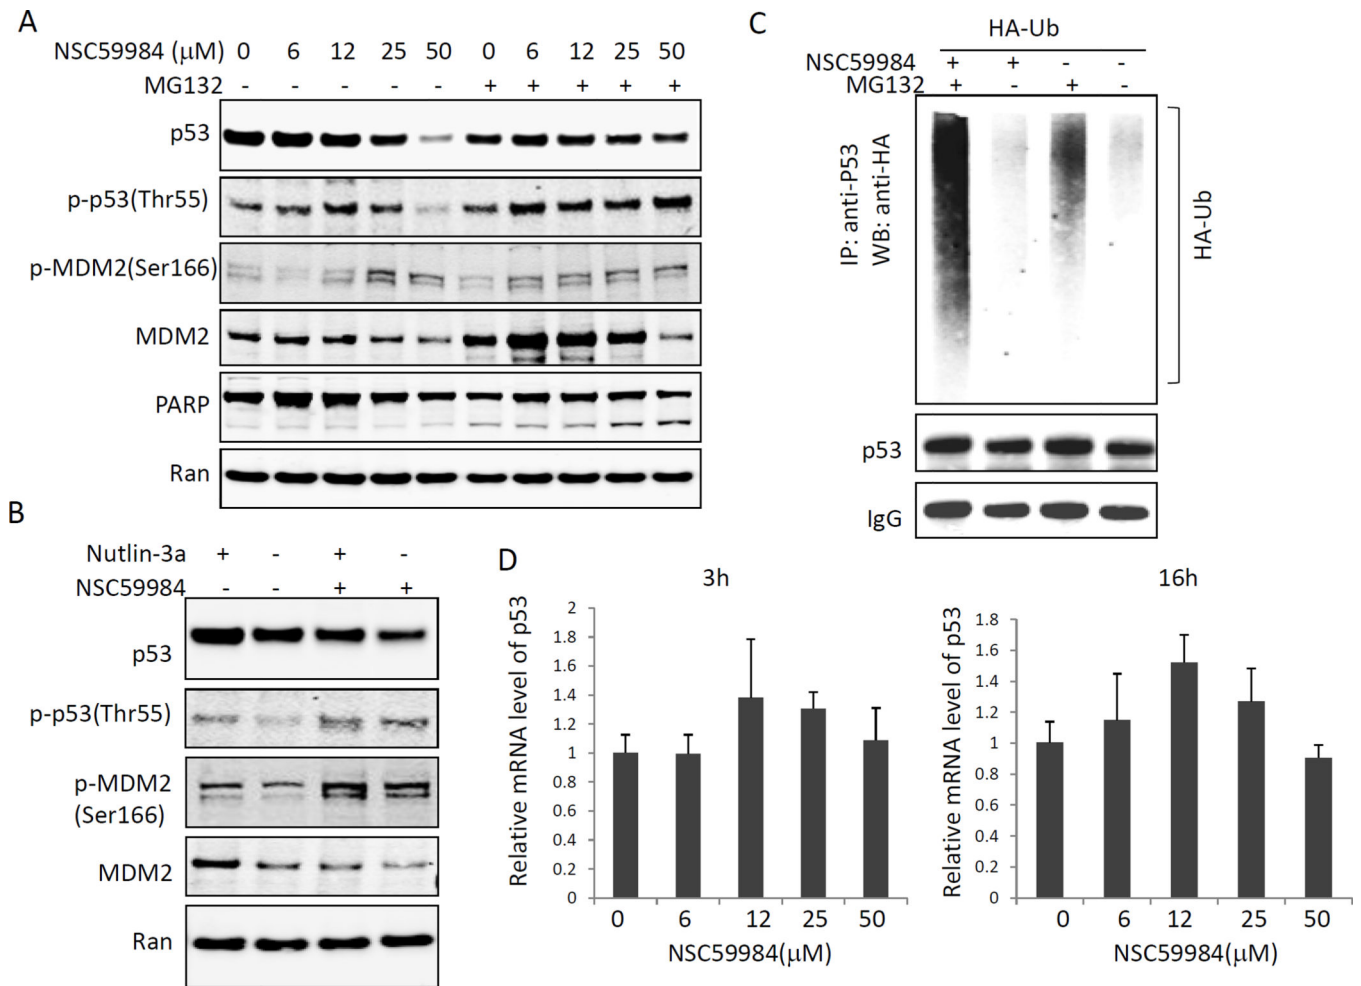 A
NSC59984 (μM) 0 6 12 25 50 0 6 12 25 50
MG132 - - - - - + + + + +
p53
p-p53(Thr55)
p-MDM2(Ser166)
MDM2
PARP
Ran
B
Nutlin-3a + - + -
NSC59984 - - + +
p53
p-p53(Thr55)
p-MDM2
(Ser166)
MDM2
Ran
C
HA-Ub
NSC59984 + + - -
MG132 + - + -
IP: anti-P53
WB: anti-HA
HA-Ub
p53
IgG
D
3h
Relative mRNA level of p53
2
1.8
1.6
1.4
1.2
1
0.8
0.6
0.4
0.2
0
0 6 12 25 50
NSC59984(μM)
16h
Relative mRNA level of p53
1.8
1.6
1.4
1.2
1
0.8
0.6
0.4
0.2
0
0 6 12 25 50
NSC59984(μM)